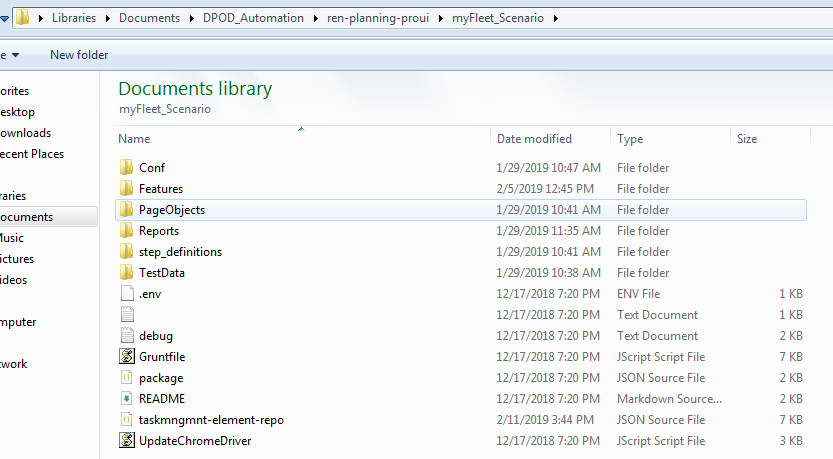 Libraries Documents DPOD_Automation ren-planning-proui myFleet_Scenario
e New folder
orites
esktop
ownloads
ecent Places
raries
ocuments
Music
ictures
ideos
mputer
twork
Documents library
myFleet_Scenario
Name Date modified Type Size
Conf 1/29/2019 10:47 AM File folder
Features 2/5/2019 12:45 PM File folder
PageObjects 1/29/2019 10:41 AM File folder
Reports 1/29/2019 11:35 AM File folder
step_definitions 1/29/2019 10:41 AM File folder
TestData 1/29/2019 10:38 AM File folder
.env 12/17/2018 7:20 PM ENV File 1 KB
12/17/2018 7:20 PM Text Document 1 KB
debug 12/17/2018 7:20 PM Text Document 2 KB
Gruntfile 12/17/2018 7:20 PM JScript Script File 7 KB
package 12/17/2018 7:20 PM JSON Source File 2 KB
README 12/17/2018 7:20 PM Markdown Source... 2 KB
taskmngmnt-element-repo 2/11/2019 3:44 PM JSON Source File 7 KB
UpdateChromeDriver 12/17/2018 7:20 PM JScript Script File 3 KB